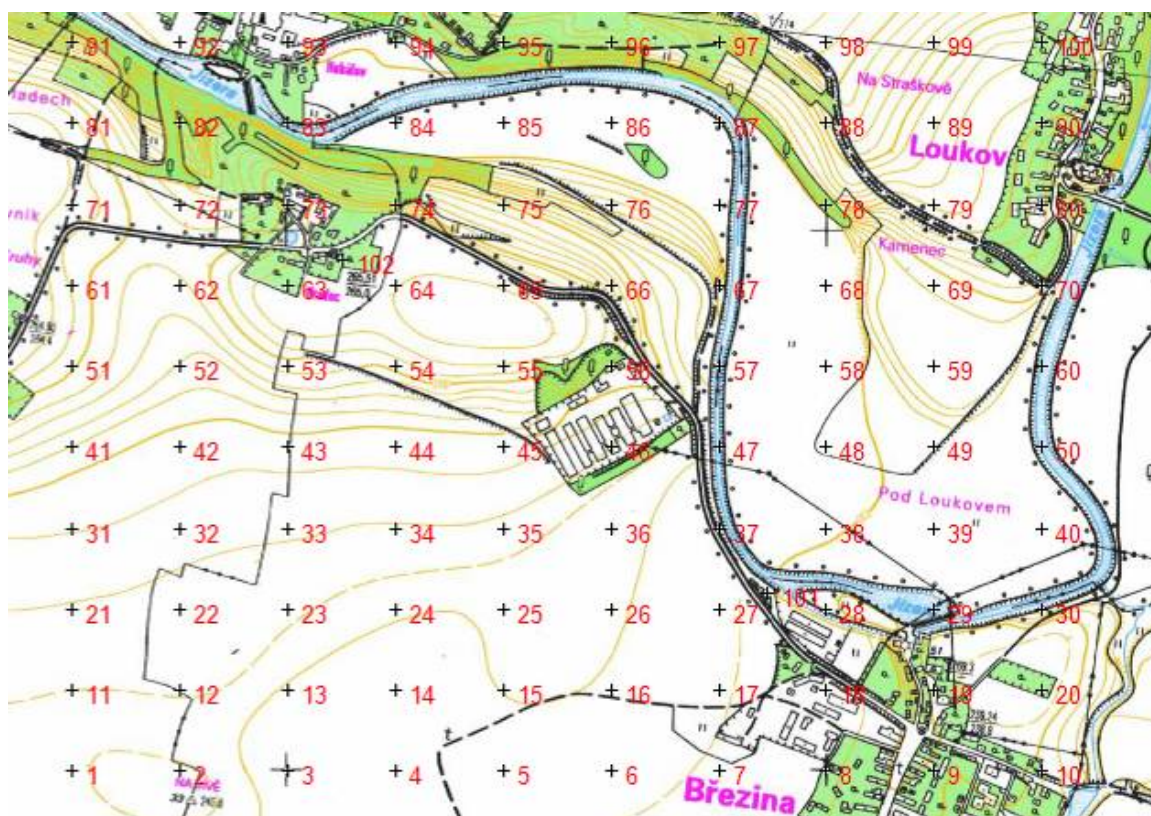 91 92 93 94 95 96 97 98 99 100
Jizera
Na Straškově
81 82 83 84 85 86 87 88 89 90
Loukov
71 72 73 74 75 76 77 78 79 80
Jizera
Kamenec
102
61 62 63 64 65 66 67 68 69 70
51 52 53 54 55 56 57 58 59 60
41 42 43 44 45 46 47 48 49 50
Pod Loukovem
31 32 33 34 35 36 37 38 39 40
101
Jizera
21 22 23 24 25 26 27 28 29 30
11 12 13 14 15 16 17 18 19 20
1 2 3 4 5 6 7 8 9 10
Březina